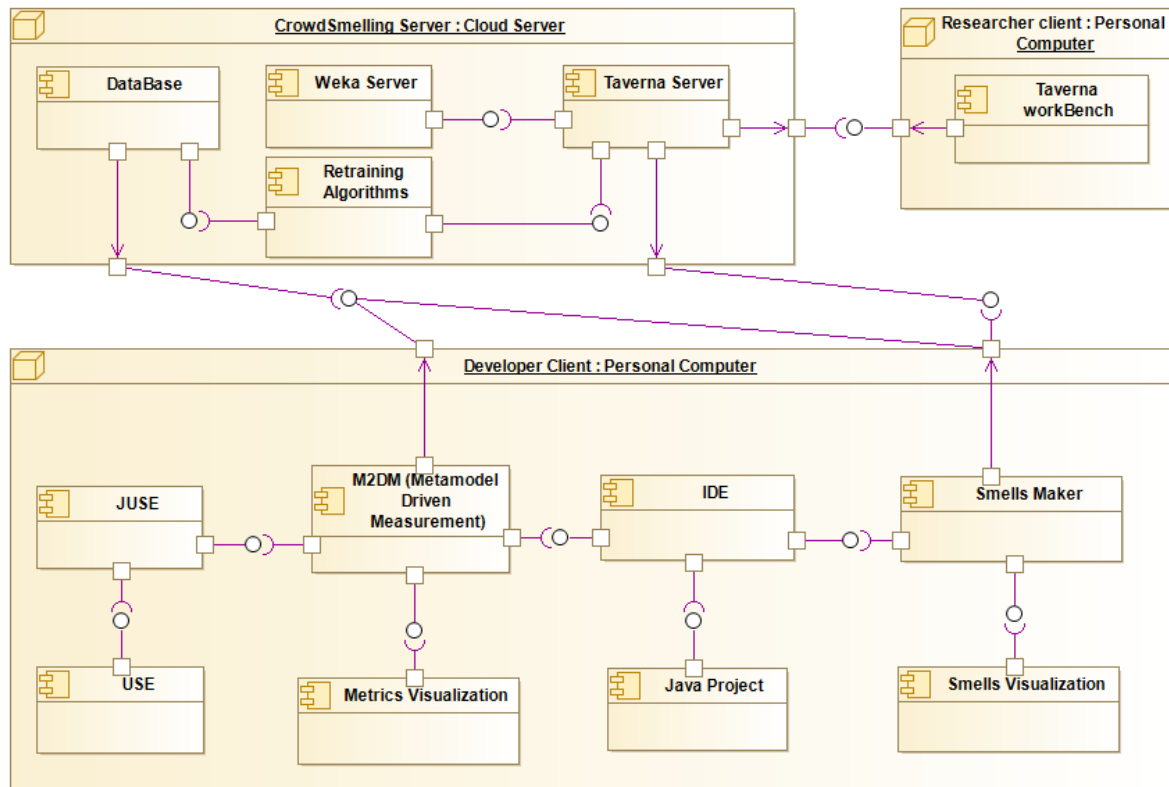 CrowdSmelling Server : Cloud Server
Researcher client : Personal
Computer
DataBase
Weka Server
Taverna Server
Taverna
workBench
Retraining
Algorithms
Developer Client : Personal Computer
JUSE
M2DM (Metamodel
Driven
Measurement)
IDE
Smells Maker
USE
Metrics Visualization
Java Project
Smells Visualization